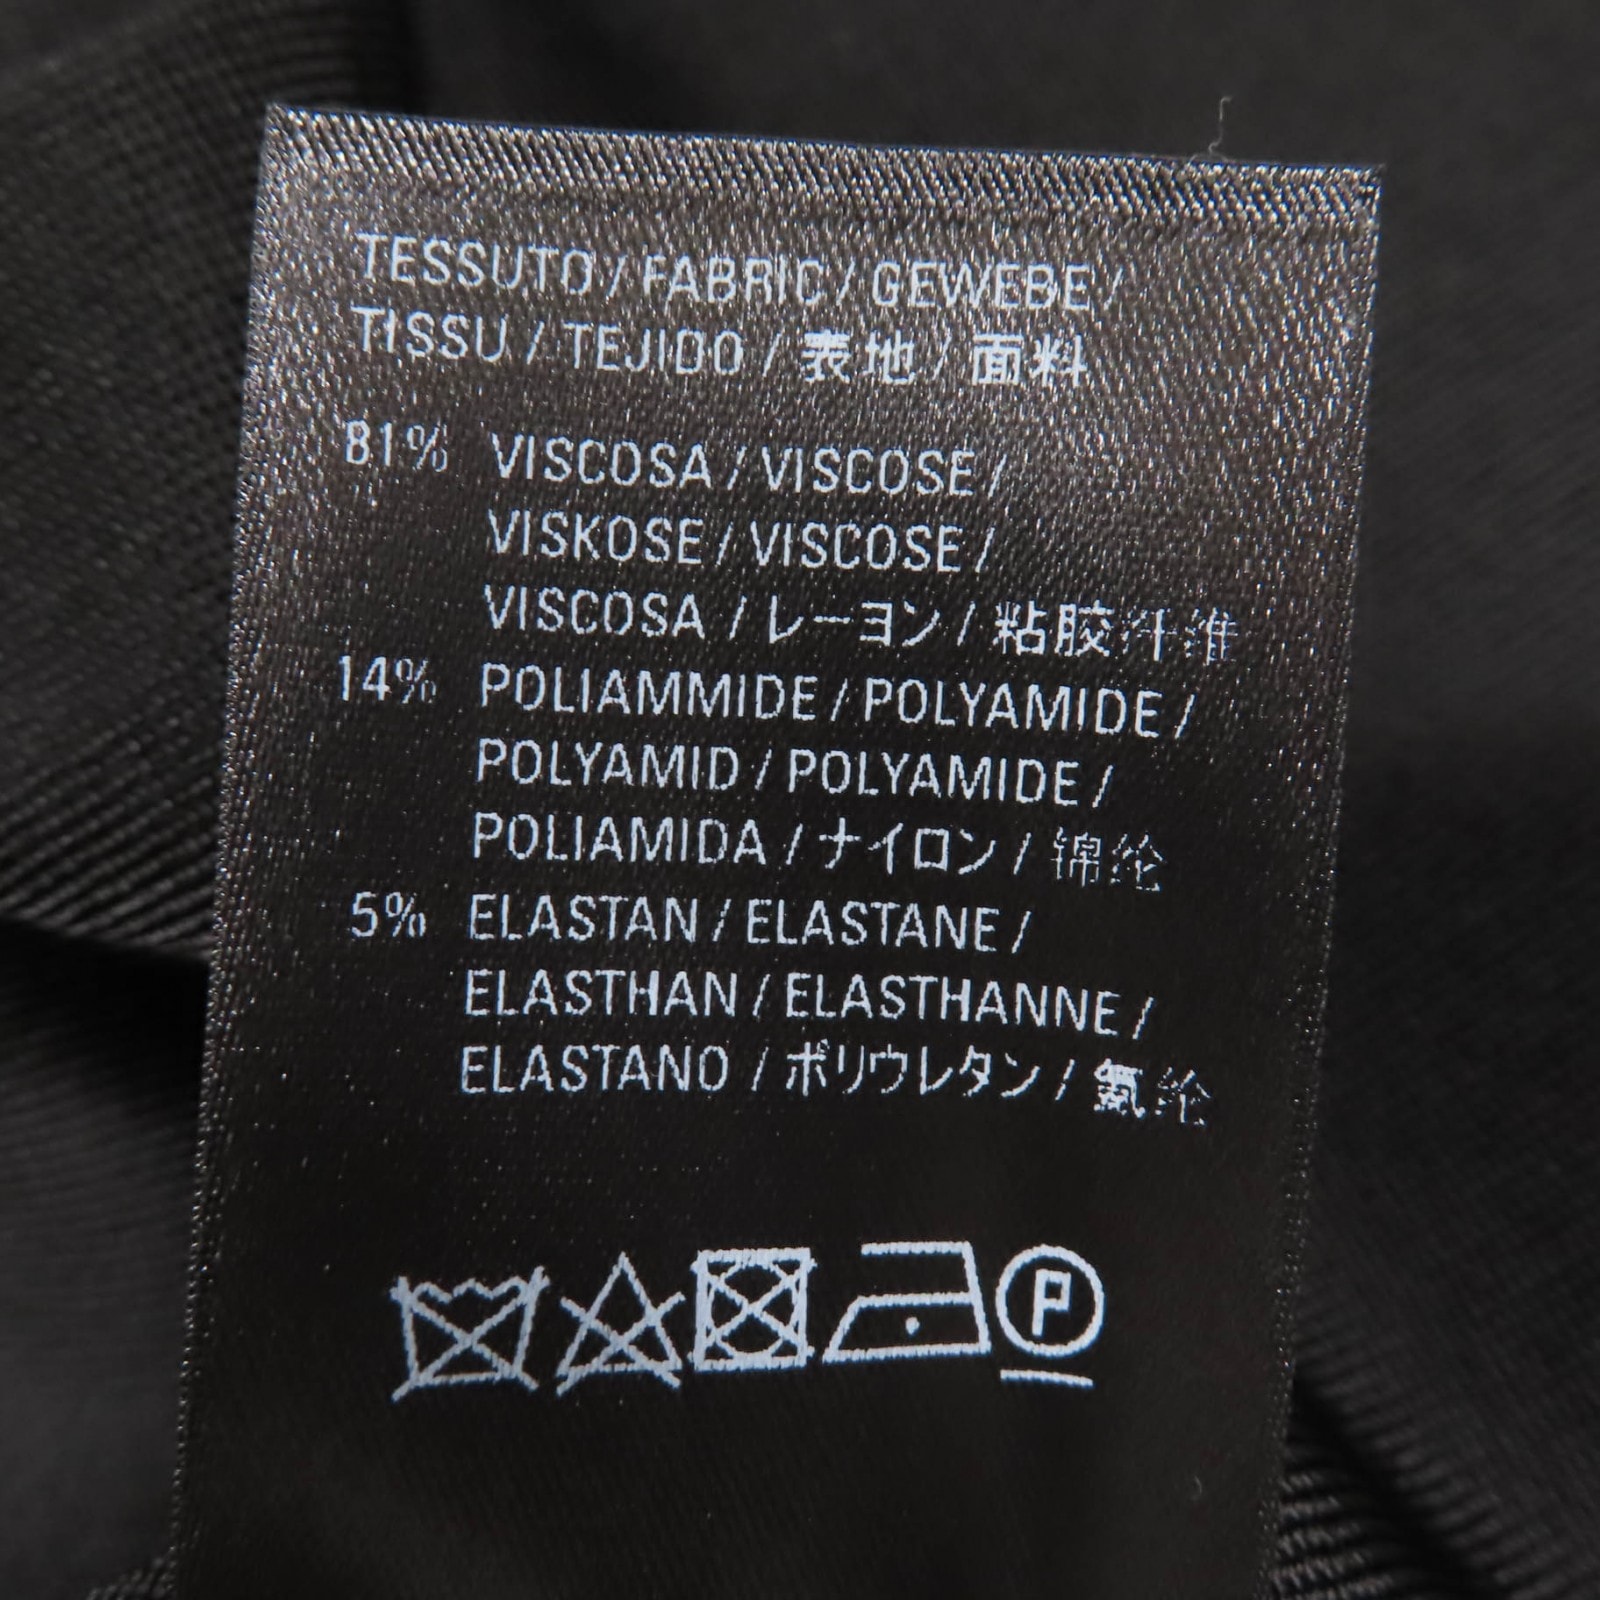 TESSUTO / FABRIC / GEWEBE /
TISSU / TEJIDO / 表地 / 面料
81% VISCOSA / VISCOSE /
VISKOSE / VISCOSE /
VISCOSA / レーヨン / 粘胶纤维
14% POLIAMMIDE / POLYAMIDE /
POLYAMID / POLYAMIDE /
POLIAMIDA / ナイロン / 锦纶
5% ELASTAN / ELASTANE /
ELASTHAN / ELASTHANNE /
ELASTANO / ポリウレタン / 氨纶
P